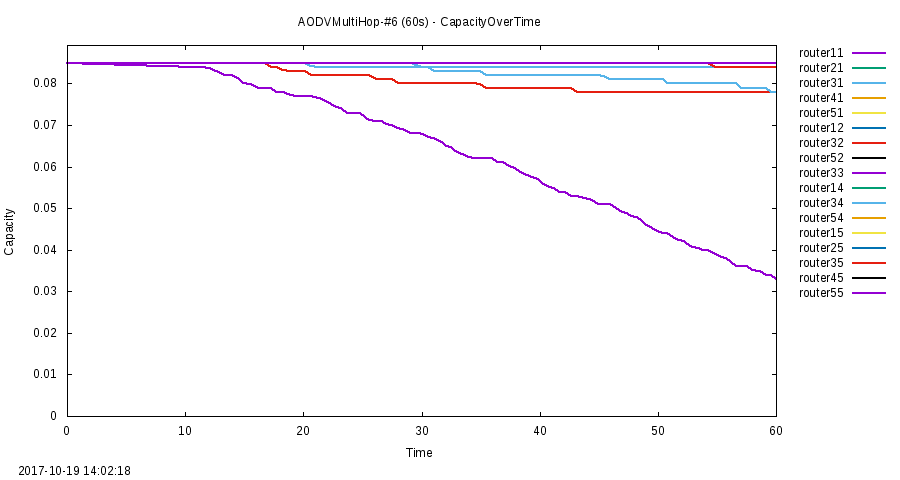 AODVMultiHop-#6 (60s) - CapacityOverTime
Capacity
0.08
0.07
0.06
0.05
0.04
0.03
0.02
0.01
0
0 10 20 30 40 50 60
Time
router11
router21
router31
router41
router51
router12
router32
router52
router33
router14
router34
router54
router15
router25
router35
router45
router55
2017-10-19 14:02:18